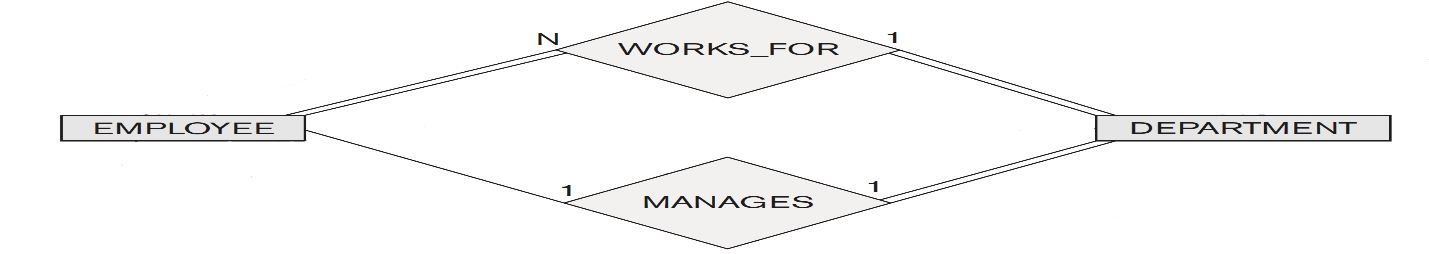 N
WORKS_FOR
1
EMPLOYEE
DEPARTMENT
1
MANAGES
1